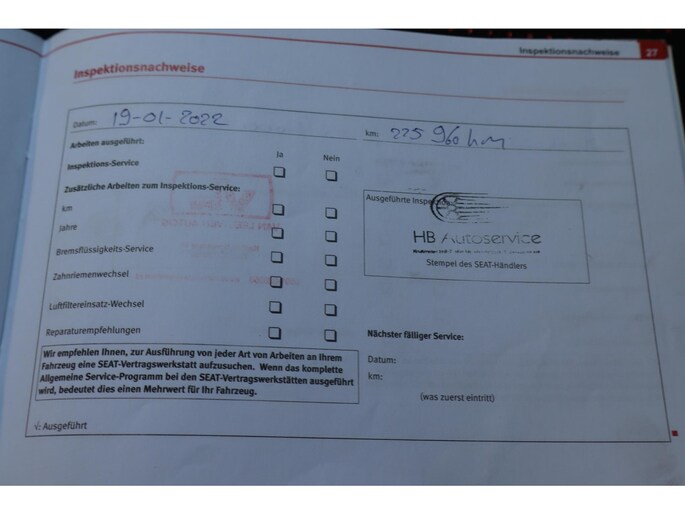 Inspektionsnachweise 27
Inspektionsnachweise
Datum: 19-01-2022
km: 225 960 km
Arbeiten ausgeführt:
Ja Nein
Inspektions-Service
Zusätzliche Arbeiten zum Inspektions-Service:
km
Jahre
Bremsflüssigkeits-Service
Zahnriemenwechsel
Luftfiltereinsatz-Wechsel
Reparaturempfehlungen
Wir empfehlen Ihnen, zur Ausführung von jeder Art von Arbeiten an Ihrem
Fahrzeug eine SEAT-Vertragswerkstatt aufzusuchen. Wenn das komplette
Allgemeine Service-Programm bei den SEAT-Vertragswerkstätten ausgeführt
wird, bedeutet dies einen Mehrwert für Ihr Fahrzeug.
√: Ausgeführt
Ausgeführte Inspektion
HB Autoservice
Stempel des SEAT-Händlers
Nächster fälliger Service:
Datum:
km:
(was zuerst eintritt)